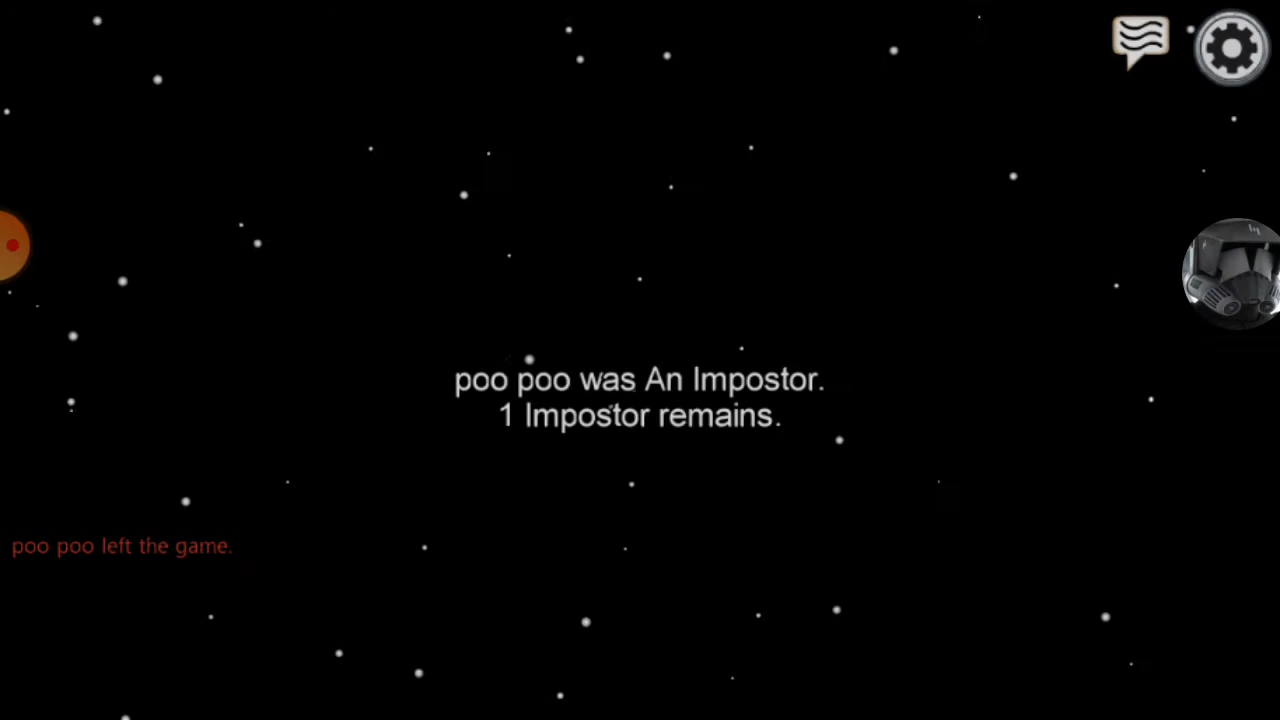 poo poo was An Impostor.
1 Impostor remains.
poo poo left the game.